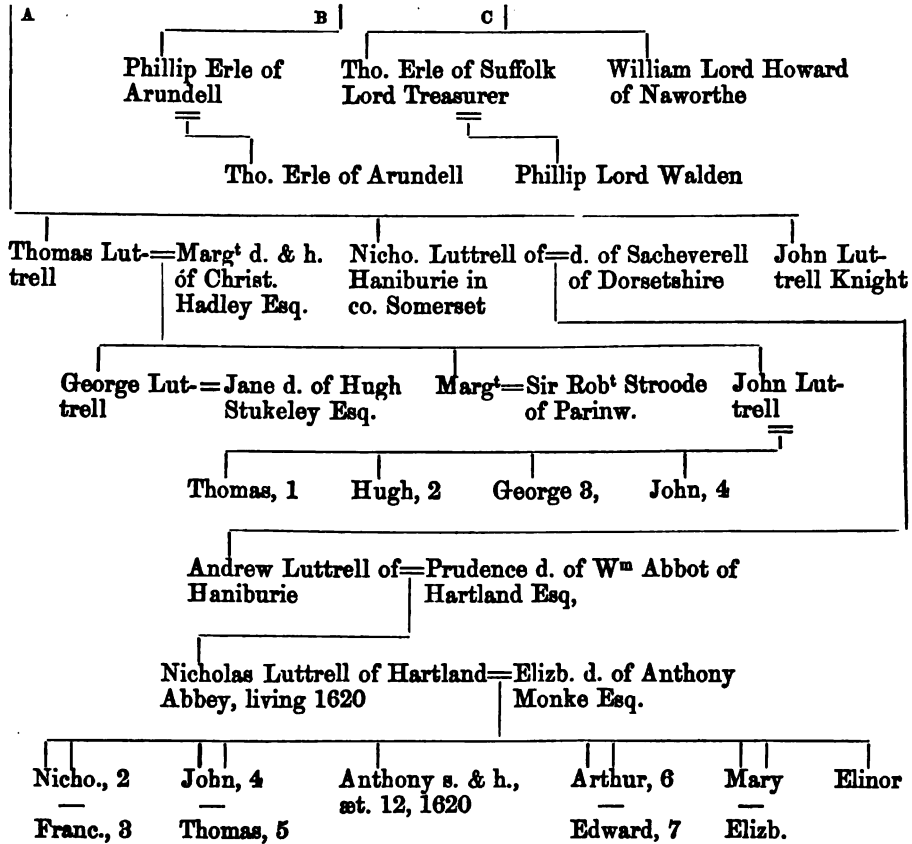 A B C
Phillip Erle of Arundell
Tho. Erle of Suffolk Lord Treasurer
William Lord Howard of Naworthe
Tho. Erle of Arundell
Phillip Lord Walden
Thomas Lut-
trell
=
Margᵗ d. & h.
óf Christ.
Hadley Esq.
Nicho. Luttrell of
Haniburie in
co. Somerset
=
d. of Sacheverell
of Dorsetshire
John Lut-
trell Knight
George Lut-
trell
=
Jane d. of Hugh
Stukeley Esq.
Margᵗ
=
Sir Robᵗ Stroode
of Parinw.
John Lut-
trell
Thomas, 1 Hugh, 2 George 3, John, 4
Andrew Luttrell of
Haniburie
=
Prudence d. of Wᵐ Abbot of
Hartland Esq,
Nicholas Luttrell of Hartland
Abbey, living 1620
=
Elizb. d. of Anthony
Monke Esq.
Nicho., 2
Franc., 3
John, 4
Thomas, 5
Anthony s. & h.,
æt. 12, 1620
Arthur, 6
Edward, 7
Mary
Elizb.
Elinor